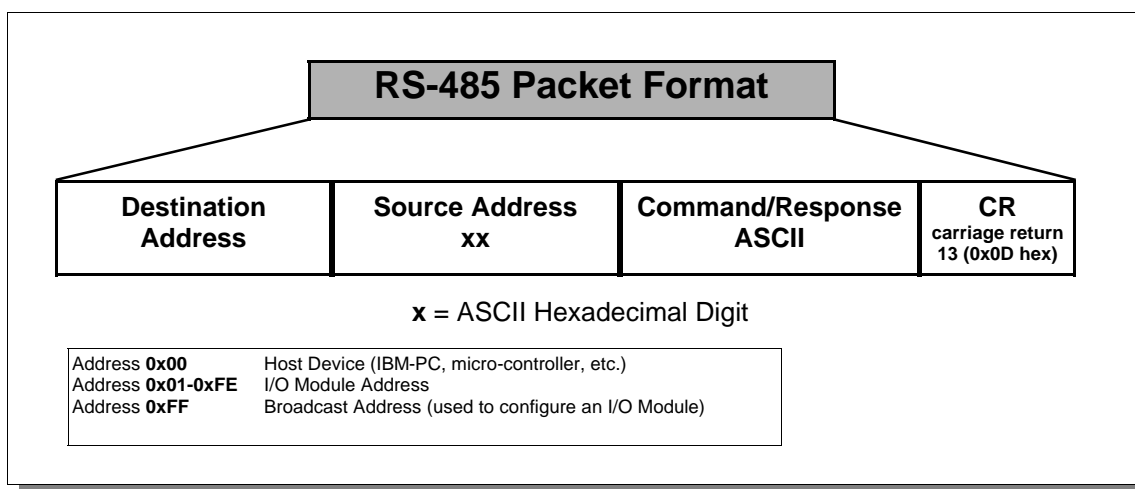 RS-485 Packet Format
Destination
Address
Source Address
xx
Command/Response
ASCII
CR
carriage return
13 (0x0D hex)
x = ASCII Hexadecimal Digit
Address 0x00 Host Device (IBM-PC, micro-controller, etc.)
Address 0x01-0xFE I/O Module Address
Address 0xFF Broadcast Address (used to configure an I/O Module)